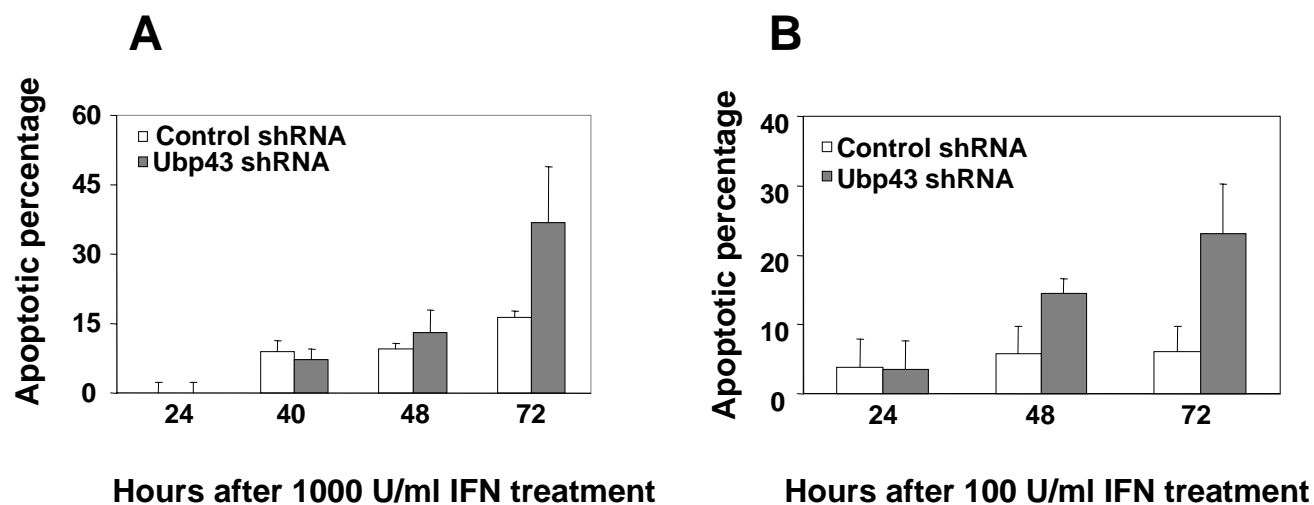 A
Apoptotic percentage
60
45
30
15
0
Control shRNA
Ubp43 shRNA
24 40 48 72
Hours after 1000 U/ml IFN treatment
B
Apoptotic percentage
40
30
20
10
0
Control shRNA
Ubp43 shRNA
24 48 72
Hours after 100 U/ml IFN treatment